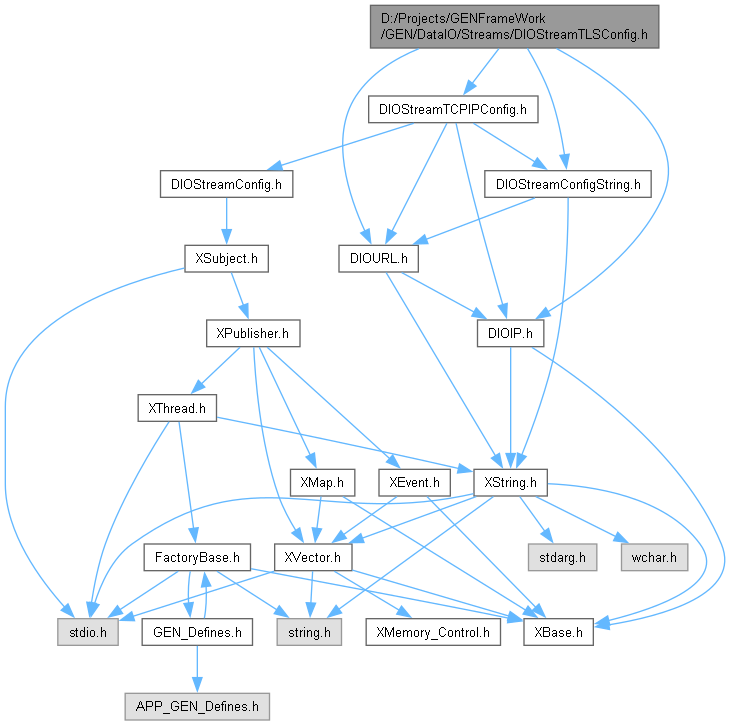 D:/Projects/GENFrameWork
/GEN/DataIO/Streams/DIOStreamTLSConfig.h
DIOStreamTCPIPConfig.h
DIOStreamConfig.h
DIOStreamConfigString.h
XSubject.h
DIOURL.h
XPublisher.h
DIOIP.h
XThread.h
XMap.h
XEvent.h
XString.h
FactoryBase.h
XVector.h
stdarg.h
wchar.h
stdio.h
GEN_Defines.h
string.h
XMemory_Control.h
XBase.h
APP_GEN_Defines.h